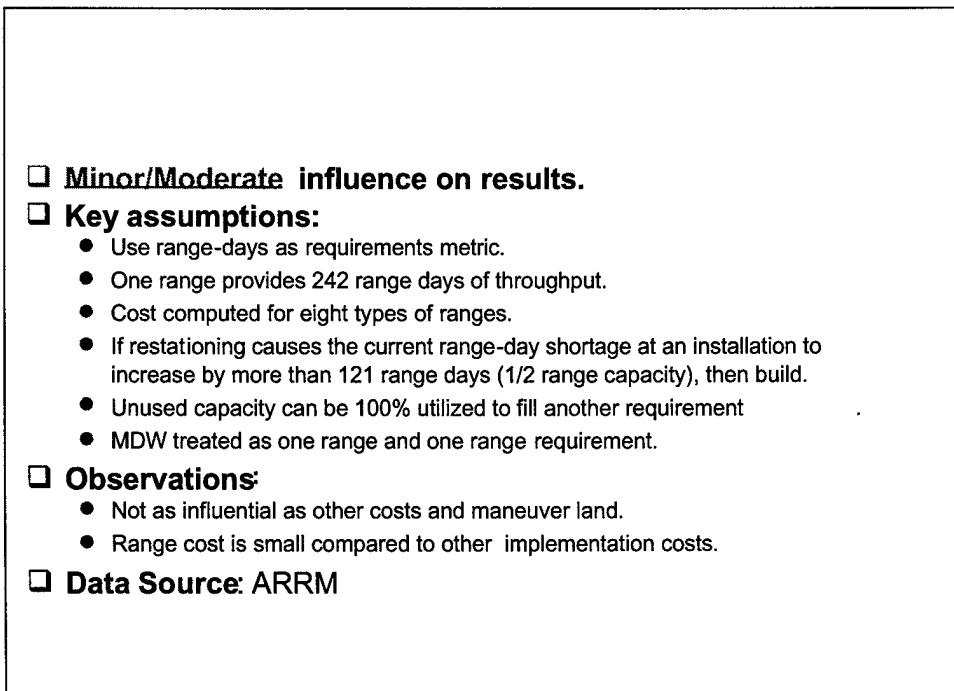 ❑ Minor/Moderate influence on results.
❑ Key assumptions:
● Use range-days as requirements metric.
● One range provides 242 range days of throughput.
● Cost computed for eight types of ranges.
● If restationing causes the current range-day shortage at an installation to
increase by more than 121 range days (1/2 range capacity), then build.
● Unused capacity can be 100% utilized to fill another requirement .
● MDW treated as one range and one range requirement.
❑ Observations:
● Not as influential as other costs and maneuver land.
● Range cost is small compared to other implementation costs.
❑ Data Source: ARRM